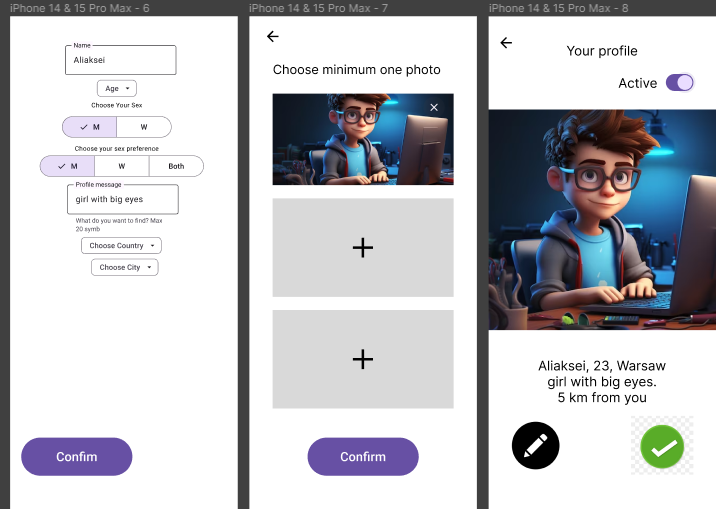 iPhone 14 & 15 Pro Max - 6
Name
Aliaksei
Age
Choose Your Sex
M W
Choose your sex preference
M W Both
Profile message
girl with big eyes
What do you want to find? Max
20 symb
Choose Country
Choose City
Confim
iPhone 14 & 15 Pro Max - 7
Choose minimum one photo
Confirm
iPhone 14 & 15 Pro Max - 8
Your profile
Active
Aliaksei, 23, Warsaw
girl with big eyes.
5 km from you